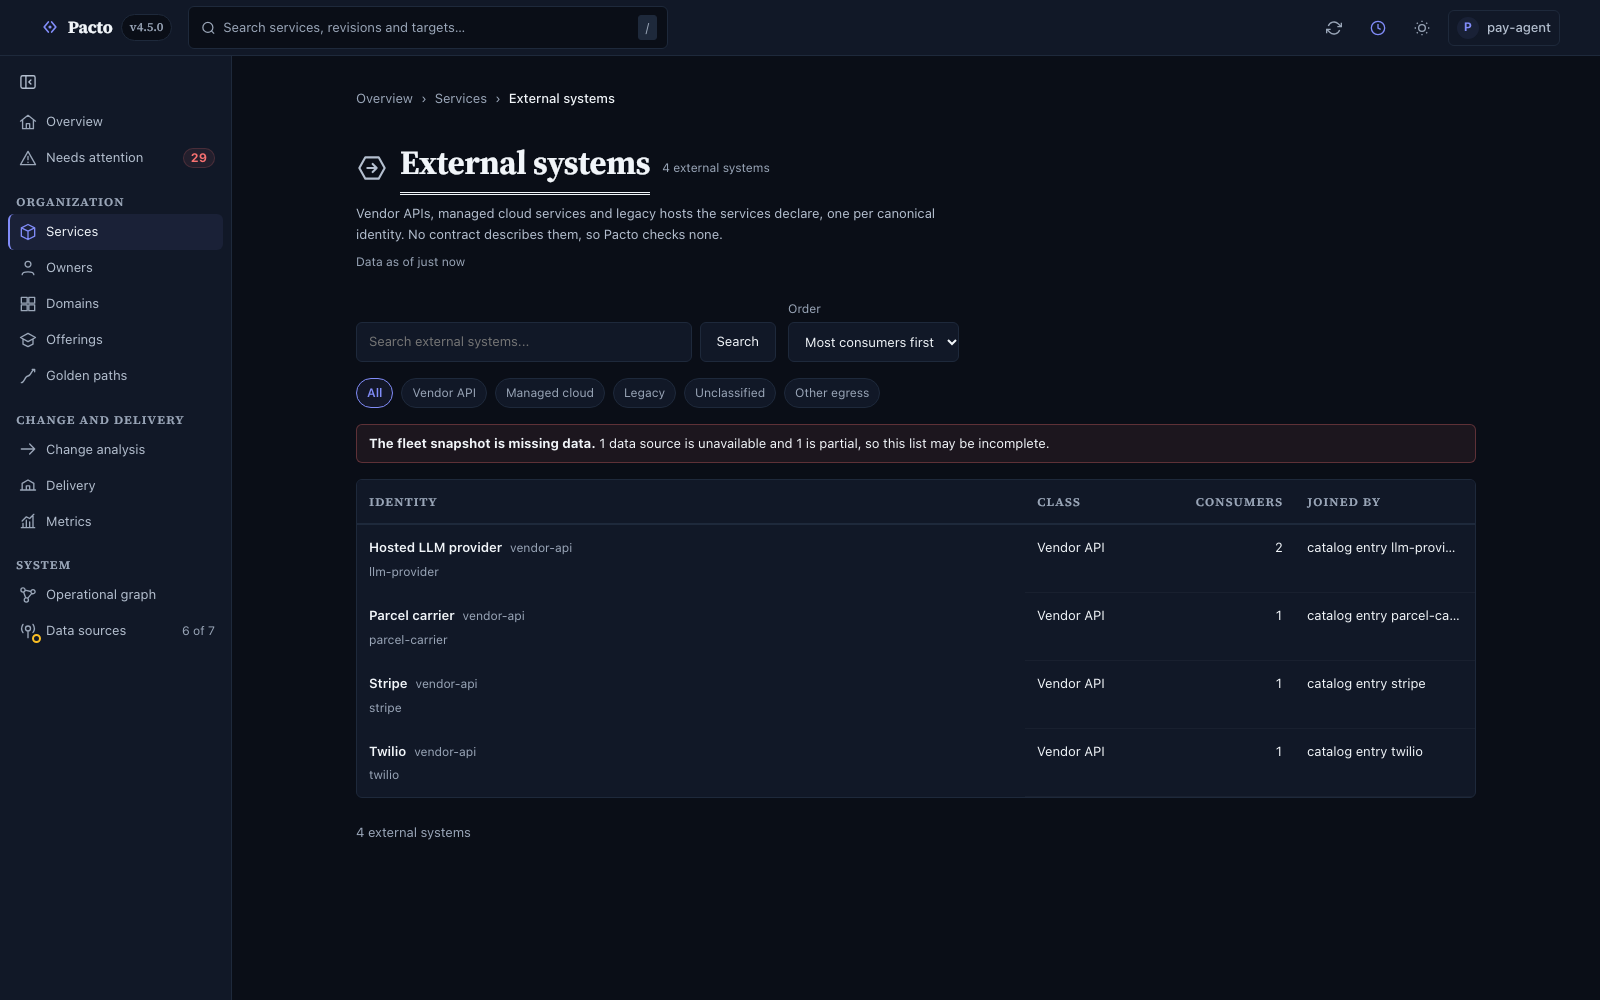 Pacto v4.5.0 Search services, revisions and targets... / P pay-agent
Overview
Needs attention 29
ORGANIZATION
Services
Owners
Domains
Offerings
Golden paths
CHANGE AND DELIVERY
Change analysis
Delivery
Metrics
SYSTEM
Operational graph
Data sources 6 of 7
Overview › Services › External systems
External systems 4 external systems
Vendor APIs, managed cloud services and legacy hosts the services declare, one per canonical
identity. No contract describes them, so Pacto checks none.
Data as of just now
Order
Search external systems... Search Most consumers first
All Vendor API Managed cloud Legacy Unclassified Other egress
The fleet snapshot is missing data. 1 data source is unavailable and 1 is partial, so this list may be incomplete.
IDENTITY CLASS CONSUMERS JOINED BY
Hosted LLM provider vendor-api Vendor API 2 catalog entry llm-provi...
llm-provider
Parcel carrier vendor-api Vendor API 1 catalog entry parcel-ca...
parcel-carrier
Stripe vendor-api Vendor API 1 catalog entry stripe
stripe
Twilio vendor-api Vendor API 1 catalog entry twilio
twilio
4 external systems